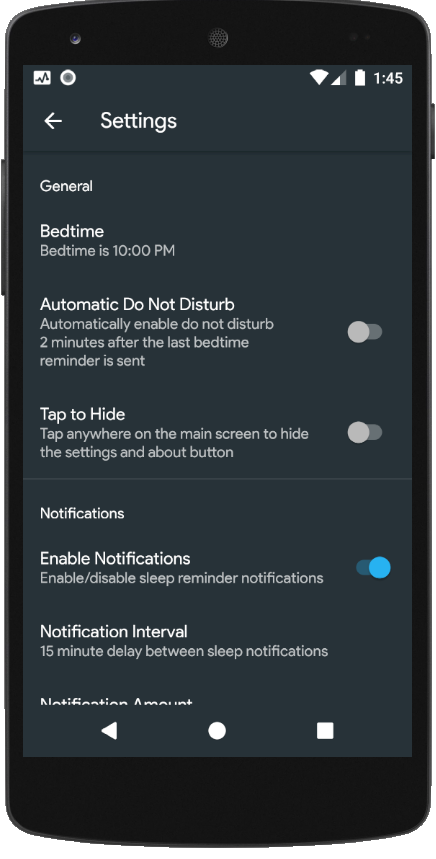 1:45
Settings
General
Bedtime
Bedtime is 10:00 PM
Automatic Do Not Disturb
Automatically enable do not disturb
2 minutes after the last bedtime
reminder is sent
Tap to Hide
Tap anywhere on the main screen to hide
the settings and about button
Notifications
Enable Notifications
Enable/disable sleep reminder notifications
Notification Interval
15 minute delay between sleep notifications
Notification Amount